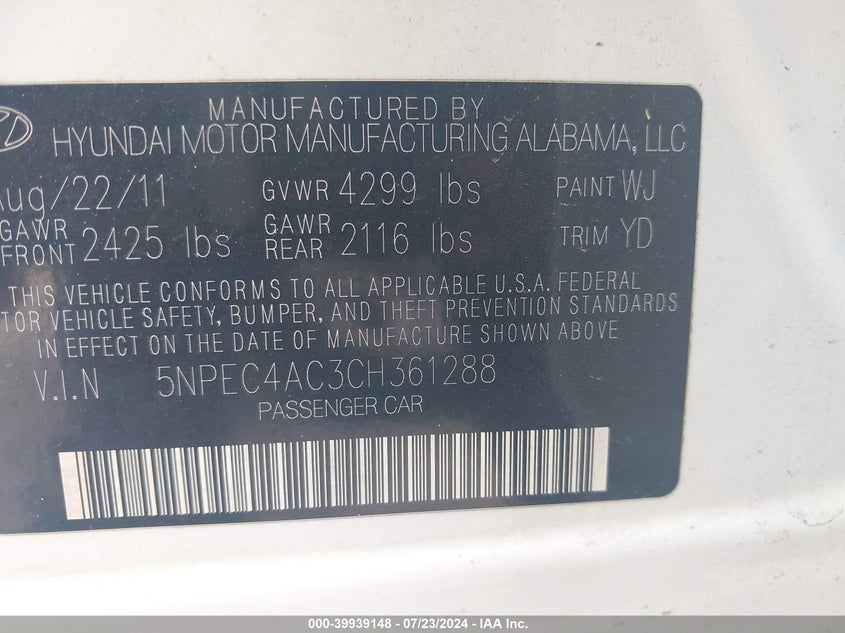 MANUFACTURED BY
HYUNDAI MOTOR MANUFACTURING ALABAMA, LLC
Aug/22/11 GVWR 4299 lbs PAINT WJ
GAWR FRONT 2425 lbs GAWR REAR 2116 lbs TRIM YD
THIS VEHICLE CONFORMS TO ALL APPLICABLE U.S.A. FEDERAL
TOR VEHICLE SAFETY, BUMPER, AND THEFT PREVENTION STANDARDS
IN EFFECT ON THE DATE OF MANUFACTURE SHOWN ABOVE
V.I.N 5NPEC4AC3CH361288
PASSENGER CAR
000-39939148 - 07/23/2024 - IAA Inc.